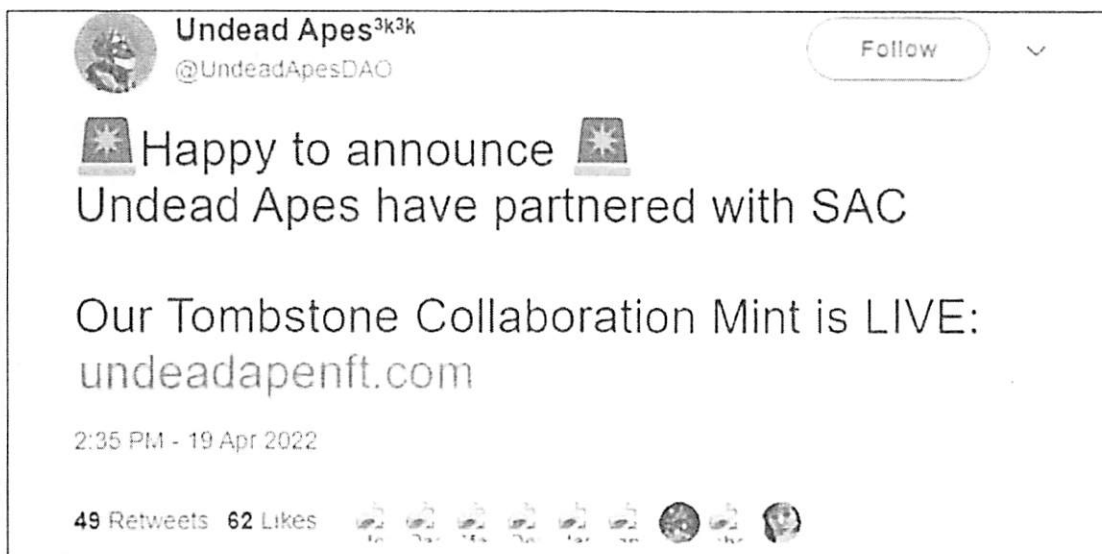 Undead Apes³ᵏ³ᵏ
@UndeadApesDAO
Follow
🚨Happy to announce 🚨
Undead Apes have partnered with SAC
Our Tombstone Collaboration Mint is LIVE:
undeadapenft.com
2:35 PM - 19 Apr 2022
49 Retweets 62 Likes